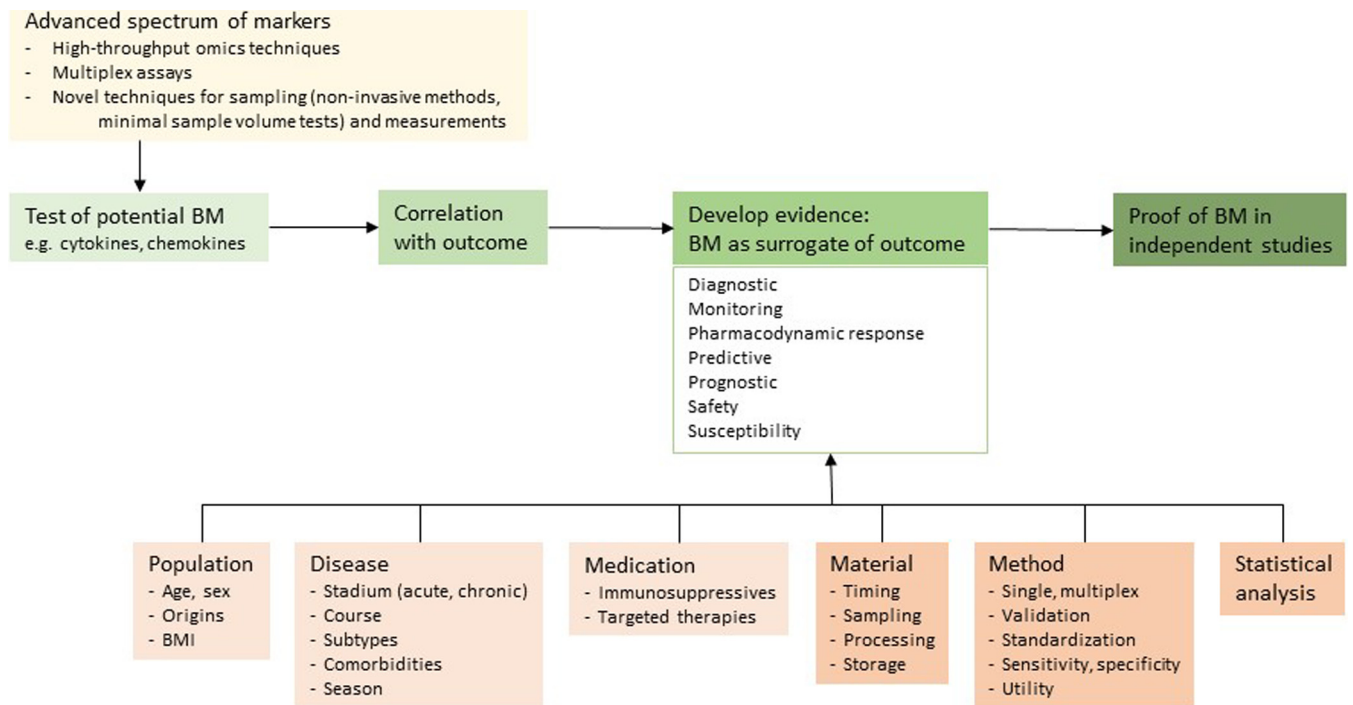 Advanced spectrum of markers
- High-throughput omics techniques
- Multiplex assays
- Novel techniques for sampling (non-invasive methods,
minimal sample volume tests) and measurements
Test of potential BM
e.g. cytokines, chemokines
Correlation
with outcome
Develop evidence:
BM as surrogate of outcome
Proof of BM in
independent studies
Diagnostic
Monitoring
Pharmacodynamic response
Predictive
Prognostic
Safety
Susceptibility
Population
- Age, sex
- Origins
- BMI
Disease
- Stadium (acute, chronic)
- Course
- Subtypes
- Comorbidities
- Season
Medication
- Immunosuppressives
- Targeted therapies
Material
- Timing
- Sampling
- Processing
- Storage
Method
- Single, multiplex
- Validation
- Standardization
- Sensitivity, specificity
- Utility
Statistical
analysis